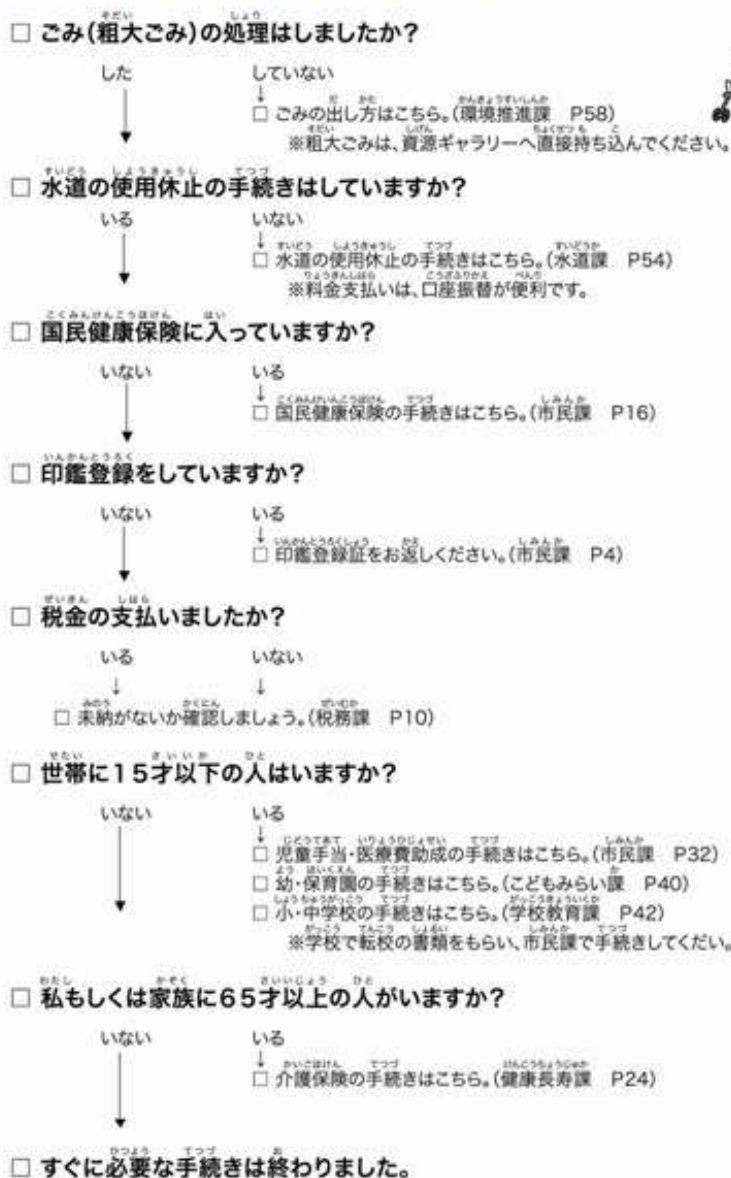 □ ごみ(粗大ごみ)の処理はしましたか?
した していない
↓ ↓
□ ごみの出し方はこちら。(環境推進課 P58)
※粗大ごみは、資源ギャラリーへ直接持ち込んでください。
□ 水道の使用休止の手続きはしていますか?
いる いない
↓ ↓
□ 水道の使用休止の手続きはこちら。(水道課 P54)
※料金支払いは、口座振替が便利です。
□ 国民健康保険に入っていますか?
いない いる
↓ ↓
□ 国民健康保険の手続きはこちら。(市民課 P16)
□ 印鑑登録をしていますか?
いない いる
↓ ↓
□ 印鑑登録証をお返しください。(市民課 P4)
□ 税金の支払いましたか?
いる いない
↓ ↓
□ 未納がないか確認しましょう。(税務課 P10)
□ 世帯に15才以下の人はいますか?
いない いる
↓ ↓
□ 児童手当・医療費助成の手続きはこちら。(市民課 P32)
□ 幼・保育園の手続きはこちら。(こどもみらい課 P40)
□ 小・中学校の手続きはこちら。(学校教育課 P42)
※学校で転校の書類をもらい、市民課で手続きしてくだい。
□ 私もしくは家族に65才以上の人がいますか?
いない いる
↓ ↓
□ 介護保険の手続きはこちら。(健康長寿課 P24)
□ すぐに必要な手続きは終わりました。